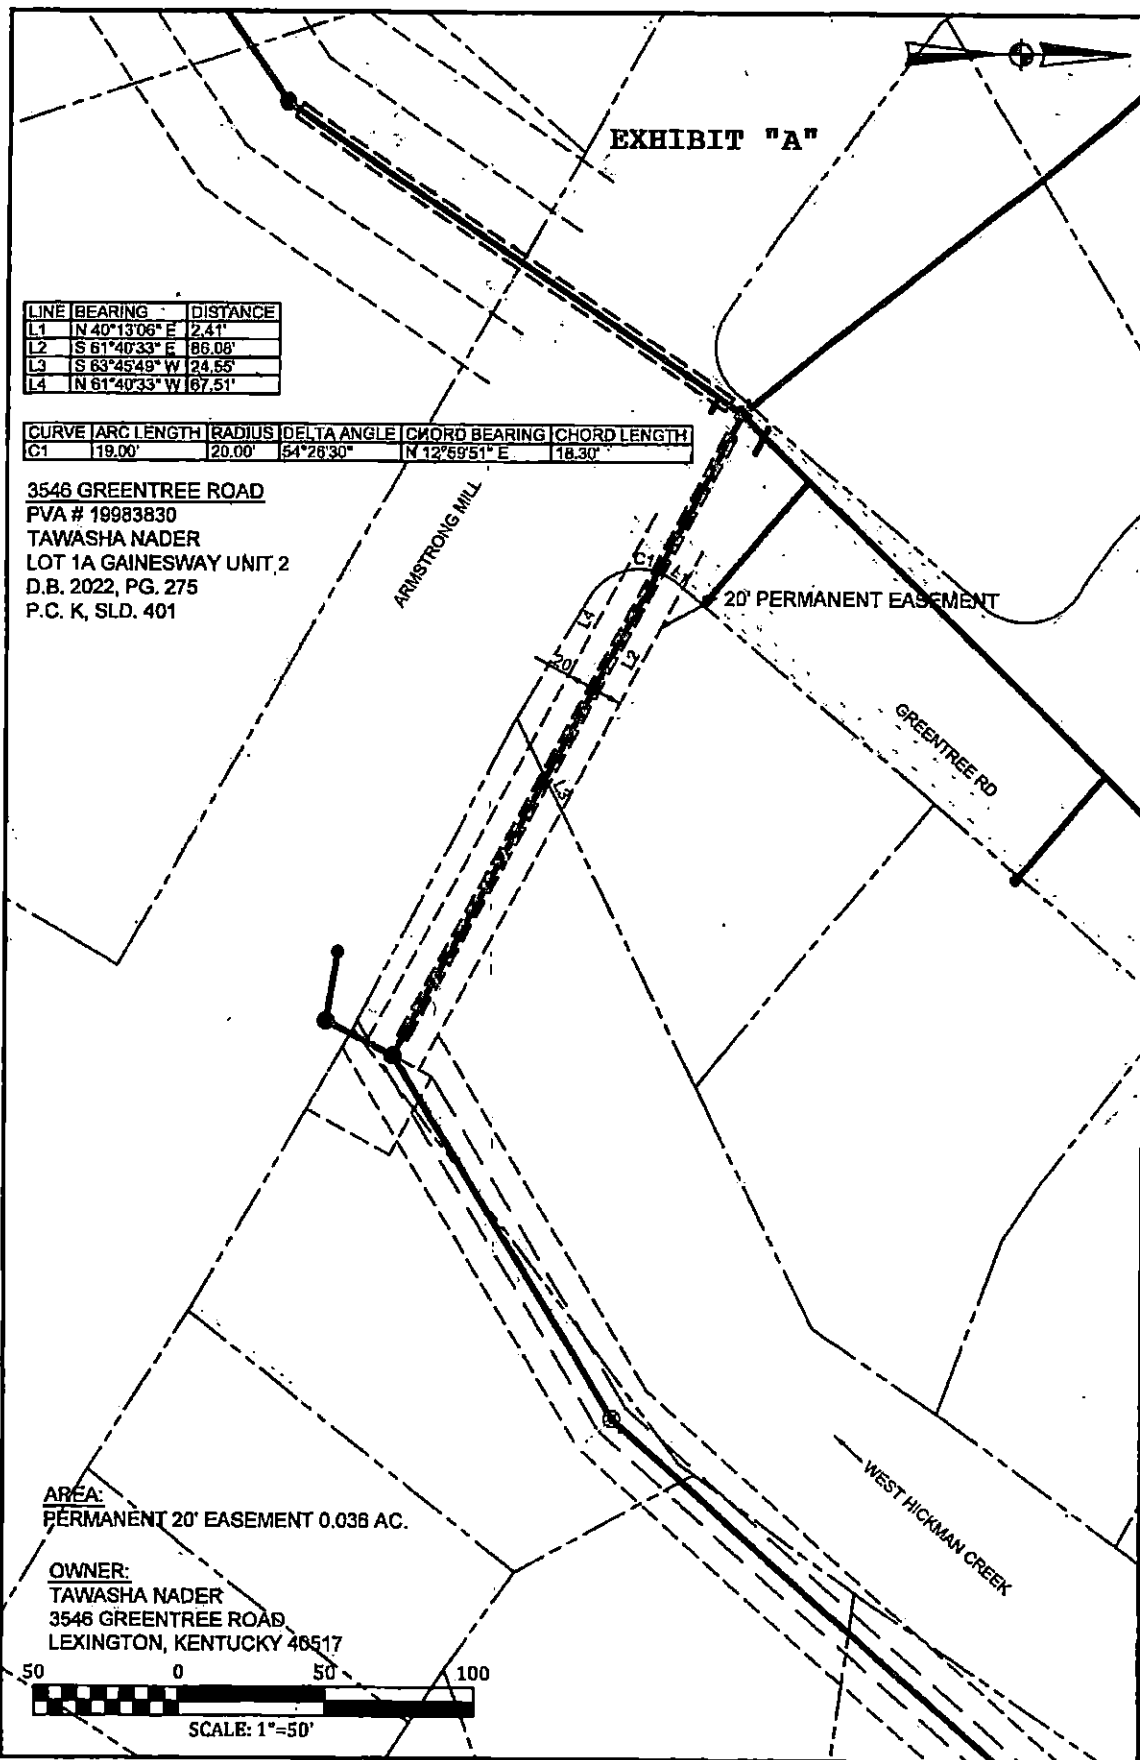 EXHIBIT "A"
LINE BEARING DISTANCE
L1 N 40°13'06" E 2.41'
L2 S 61°40'33" E 86.08'
L3 S 63°45'49" W 24.55'
L4 N 61°40'33" W 67.51'
CURVE ARC LENGTH RADIUS DELTA ANGLE CHORD BEARING CHORD LENGTH
C1 19.00' 20.00' 54°26'30" N 12°59'51" E 18.30'
3546 GREENTREE ROAD
PVA # 19983830
TAWASHA NADER
LOT 1A GAINESWAY UNIT 2
D.B. 2022, PG. 275
P.C. K, SLD. 401
ARMSTRONG MILL
C1
L1
20' PERMANENT EASEMENT
L4
20'
L2
L3
GREENTREE RD
WEST HICKMAN CREEK
AREA:
PERMANENT 20' EASEMENT 0.036 AC.
OWNER:
TAWASHA NADER
3546 GREENTREE ROAD
LEXINGTON, KENTUCKY 40517
50 0 50 100
SCALE: 1"=50'